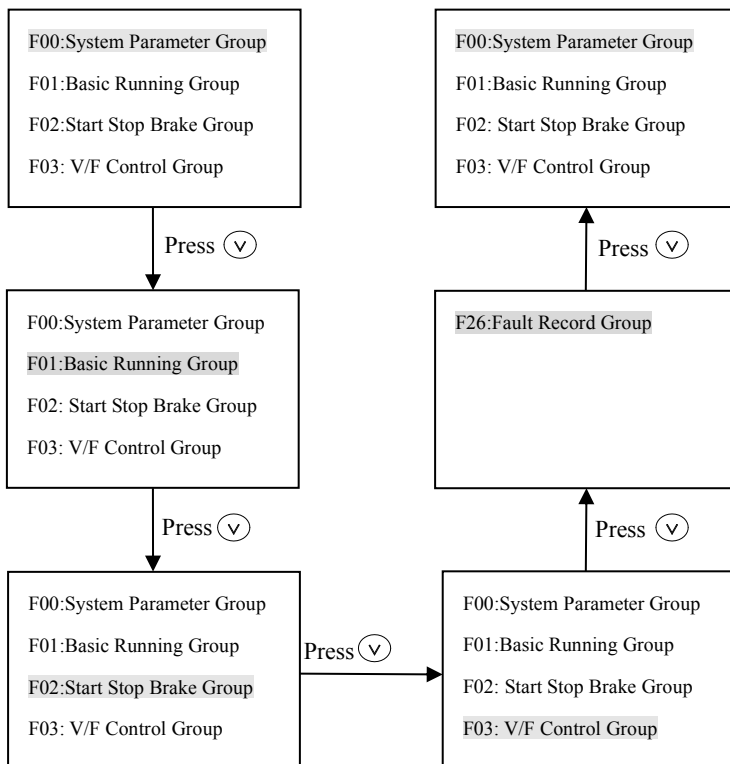 F00:System Parameter Group
F01:Basic Running Group
F02:Start Stop Brake Group
F03: V/F Control Group
Press
F00:System Parameter Group
F01:Basic Running Group
F02: Start Stop Brake Group
F03: V/F Control Group
Press
F00:System Parameter Group
F01:Basic Running Group
F02:Start Stop Brake Group
F03: V/F Control Group
Press
F00:System Parameter Group
F01:Basic Running Group
F02: Start Stop Brake Group
F03: V/F Control Group
Press
F26:Fault Record Group
Press
F00:System Parameter Group
F01:Basic Running Group
F02: Start Stop Brake Group
F03: V/F Control Group